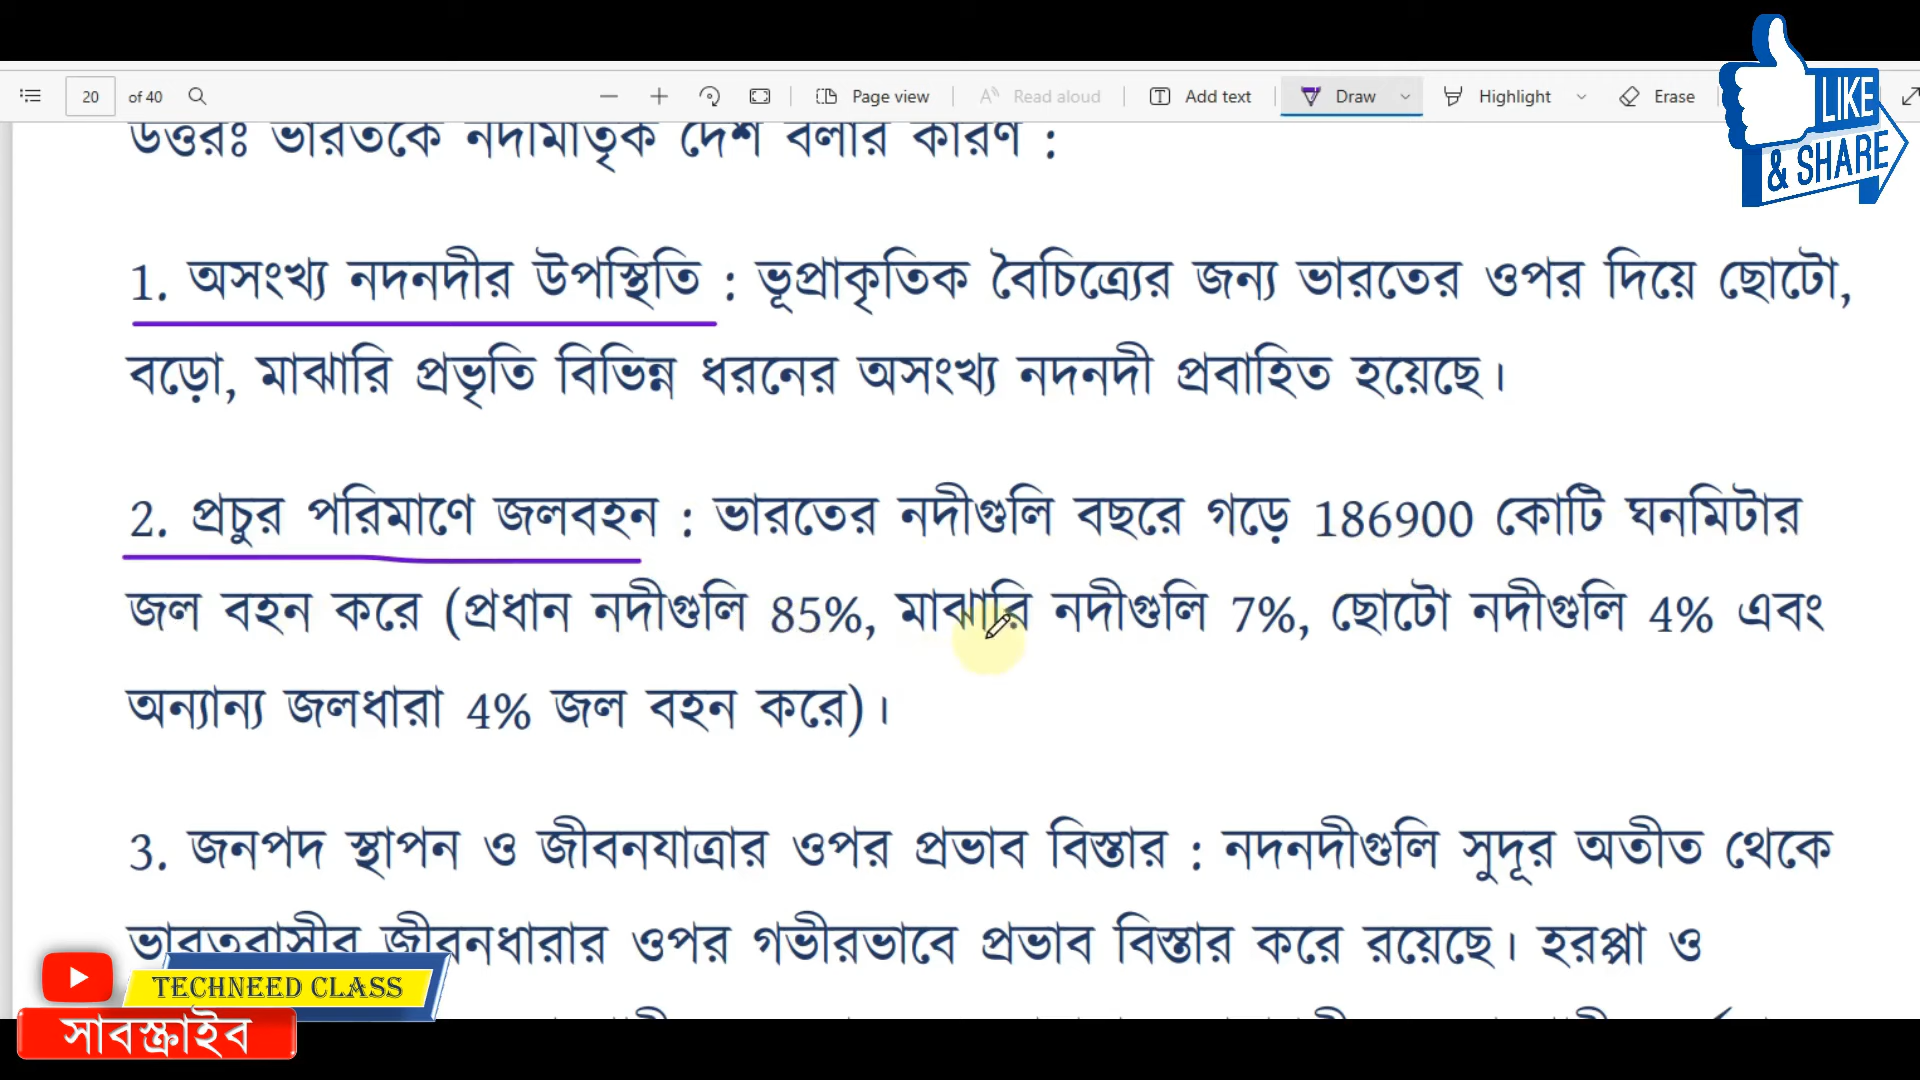 20 of 40 Page view Read aloud Add text Draw Highlight Erase
LIKE
& SHARE
উত্তরঃ ভারতকে নদীমাতৃক দেশ বলার কারণ :
1. অসংখ্য নদনদীর উপস্থিতি : ভূপ্রাকৃতিক বৈচিত্র্যের জন্য ভারতের ওপর দিয়ে ছোটো,
বড়ো, মাঝারি প্রভৃতি বিভিন্ন ধরনের অসংখ্য নদনদী প্রবাহিত হয়েছে।
2. প্রচুর পরিমাণে জলবহন : ভারতের নদীগুলি বছরে গড়ে 186900 কোটি ঘনমিটার
জল বহন করে (প্রধান নদীগুলি 85%, মাঝারি নদীগুলি 7%, ছোটো নদীগুলি 4% এবং
অন্যান্য জলধারা 4% জল বহন করে)।
3. জনপদ স্থাপন ও জীবনযাত্রার ওপর প্রভাব বিস্তার : নদনদীগুলি সুদূর অতীত থেকে
ভারতবাসীর জীবনধারার ওপর গভীরভাবে প্রভাব বিস্তার করে রয়েছে। হরপ্পা ও
TECHNEED CLASS
সাবস্ক্রাইব